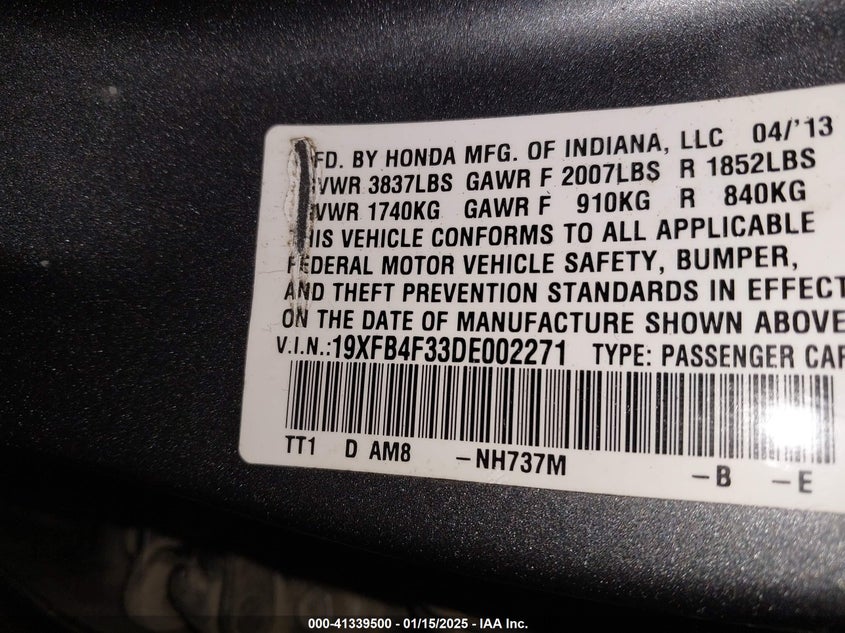 FD. BY HONDA MFG. OF INDIANA, LLC 04/'13
VWR 3837LBS GAWR F 2007LBS R 1852LBS
VWR 1740KG GAWR F 910KG R 840KG
IS VEHICLE CONFORMS TO ALL APPLICABLE
FEDERAL MOTOR VEHICLE SAFETY, BUMPER,
AND THEFT PREVENTION STANDARDS IN EFFECT
ON THE DATE OF MANUFACTURE SHOWN ABOVE
V.I.N.:19XFB4F33DE002271 TYPE: PASSENGER CAR
TT1 D AM8 -NH737M -B -E
000-41339500 - 01/15/2025 - IAA Inc.